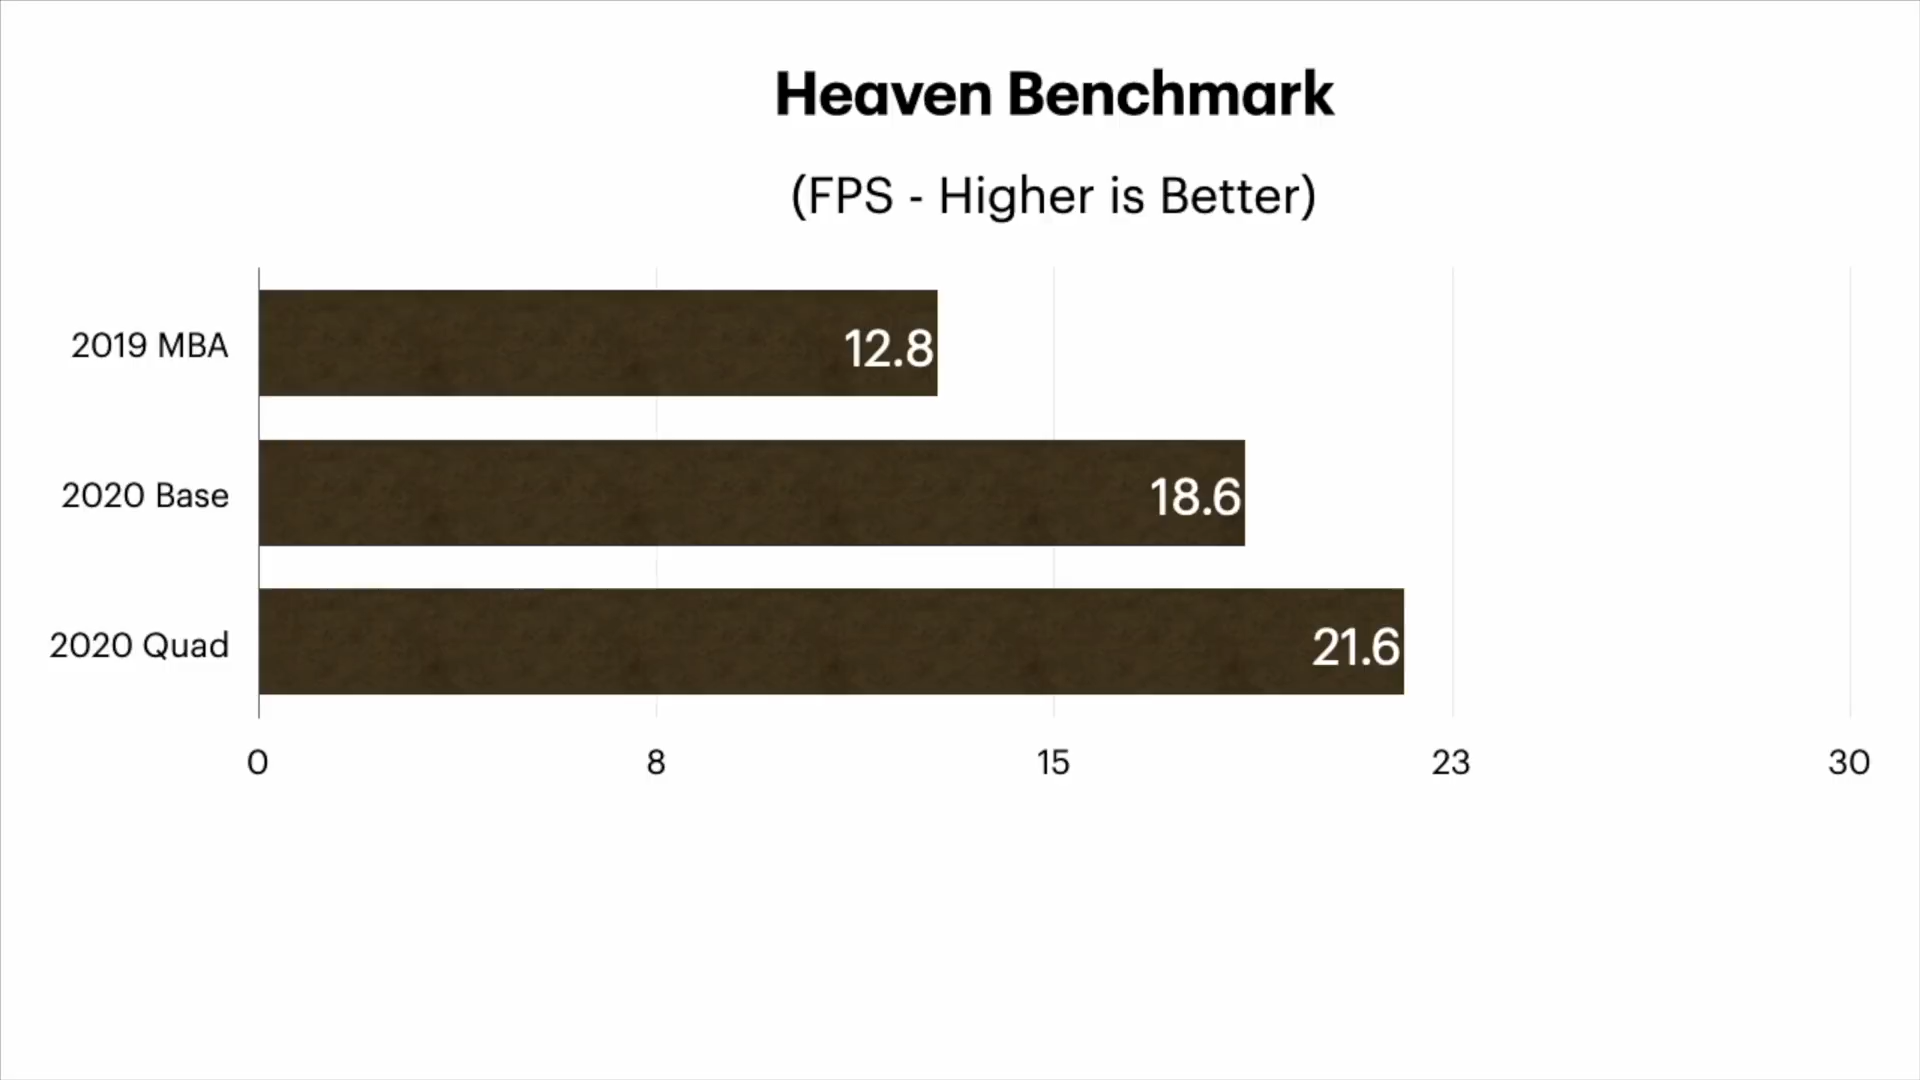 Heaven Benchmark
(FPS - Higher is Better)
2019 MBA
12.8
2020 Base
18.6
2020 Quad
21.6
0 8 15 23 30